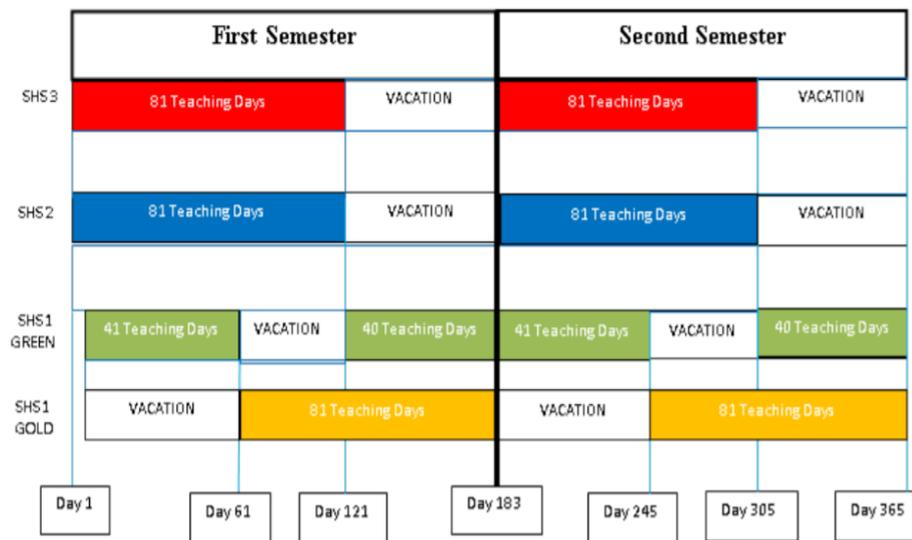 First Semester
Second Semester
SHS3
81 Teaching Days
VACATION
81 Teaching Days
VACATION
SHS2
81 Teaching Days
VACATION
81 Teaching Days
VACATION
SHS1
GREEN
41 Teaching Days
VACATION
40 Teaching Days
41 Teaching Days
VACATION
40 Teaching Days
SHS1
GOLD
VACATION
81 Teaching Days
VACATION
81 Teaching Days
Day 1
Day 61
Day 121
Day 183
Day 245
Day 305
Day 365